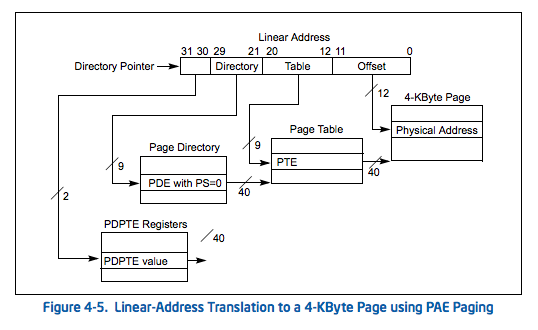 Linear Address
31 30 29 21 20 12 11 0
Directory Pointer Directory Table Offset
12
4-KByte Page
Page Table
Physical Address
Page Directory
9
9
PTE
40
PDE with PS=0
40
2
PDPTE Registers
40
PDPTE value
Figure 4-5. Linear-Address Translation to a 4-KByte Page using PAE Paging